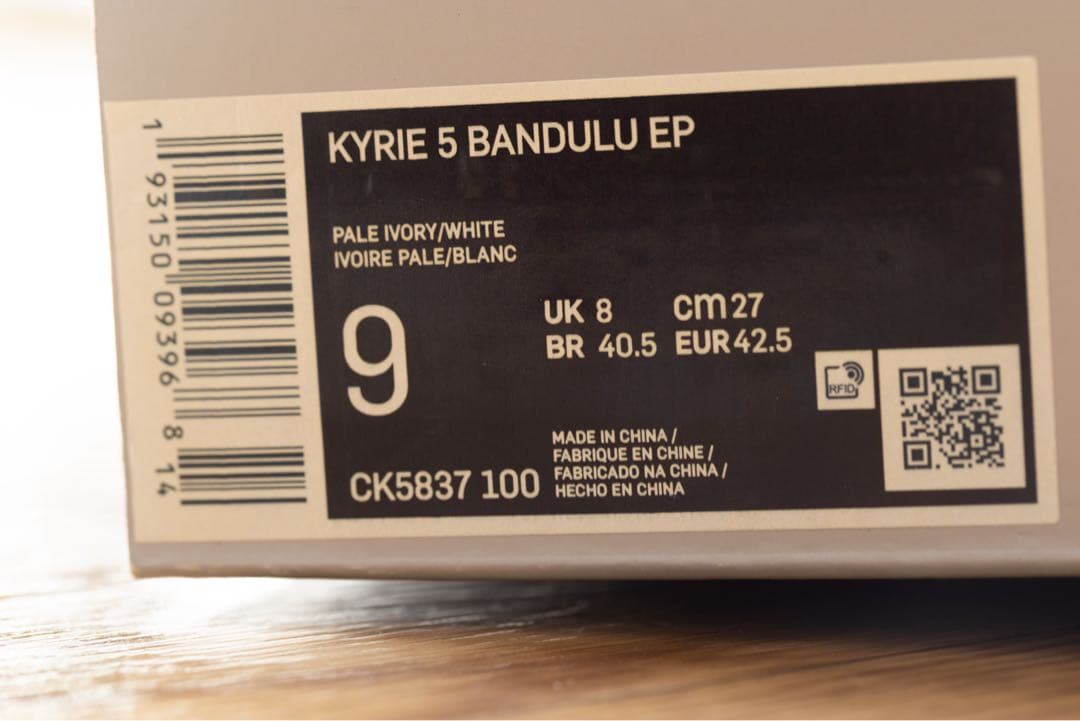 KYRIE 5 BANDULU EP
PALE IVORY/WHITE
IVOIRE PALE/BLANC
9
UK 8 cm 27
BR 40.5 EUR 42.5
RFID
MADE IN CHINA /
FABRIQUE EN CHINE /
FABRICADO NA CHINA /
HECHO EN CHINA
CK5837 100
1 93150 09396 8 14